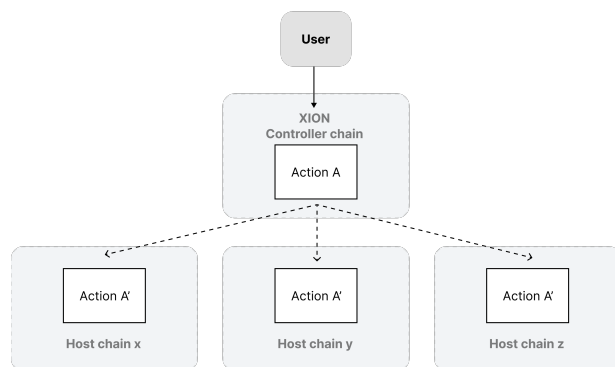 User
XION
Controller chain
Action A
Action A’
Action A’
Action A’
Host chain x
Host chain y
Host chain z